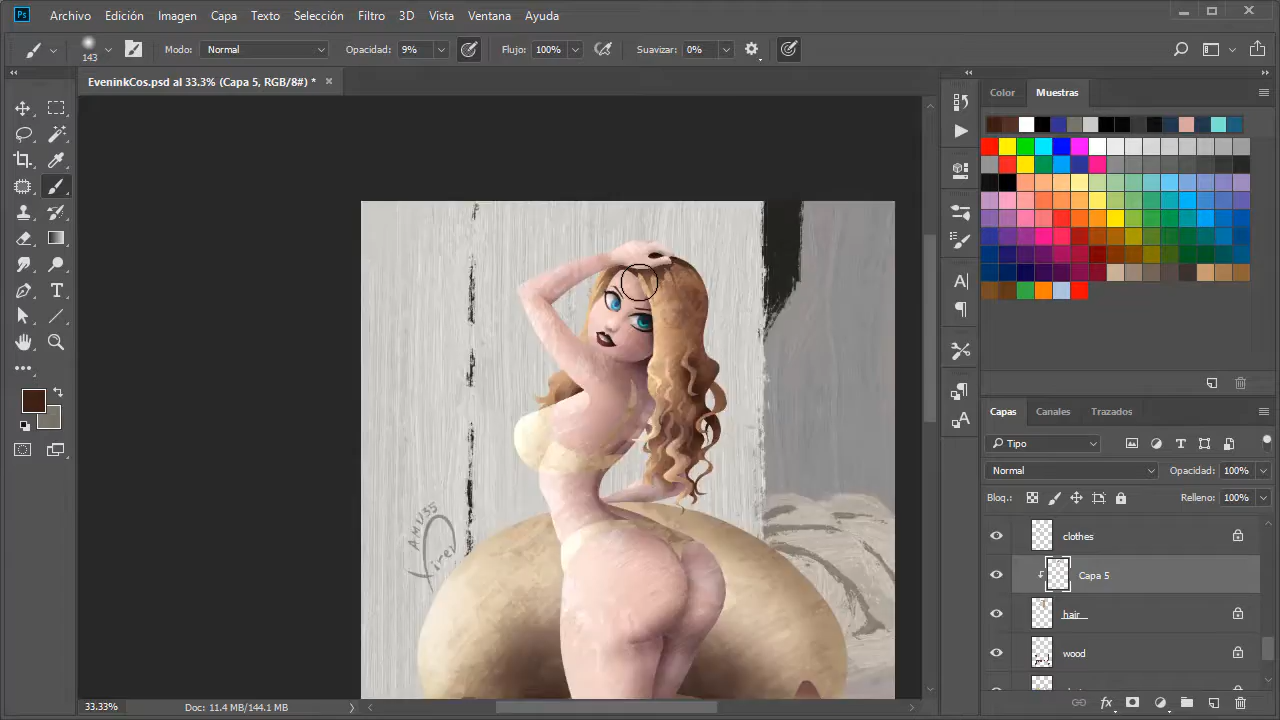 Ps Archivo Edición Imagen Capa Texto Selección Filtro 3D Vista Ventana Ayuda
143 Modo: Normal Opacidad: 9% Flujo: 100% Suavizar: 0%
EveninkCos.psd al 33.3% (Capa 5, RGB/8#) *
Color Muestras
Capas Canales Trazados
Tipo
Normal Opacidad: 100%
Bloq.: Relleno: 100%
clothes
Capa 5
hair
wood
33.33% Doc: 11.4 MB/144.1 MB